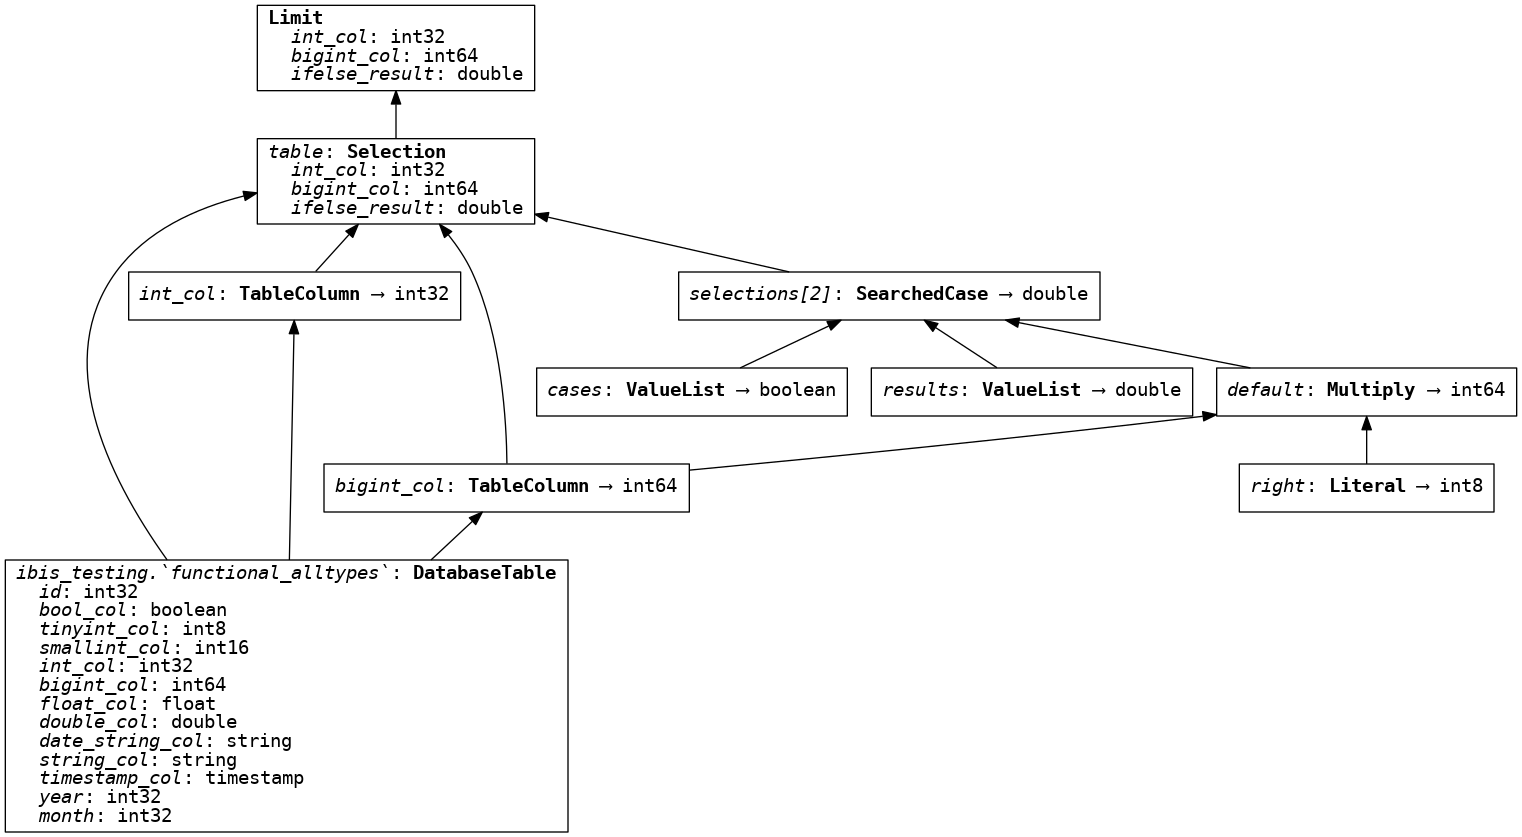 Limit
int_col: int32
bigint_col: int64
ifelse_result: double
table: Selection
int_col: int32
bigint_col: int64
ifelse_result: double
int_col: TableColumn → int32
selections[2]: SearchedCase → double
cases: ValueList → boolean
results: ValueList → double
default: Multiply → int64
bigint_col: TableColumn → int64
right: Literal → int8
ibis_testing.`functional_alltypes`: DatabaseTable
id: int32
bool_col: boolean
tinyint_col: int8
smallint_col: int16
int_col: int32
bigint_col: int64
float_col: float
double_col: double
date_string_col: string
string_col: string
timestamp_col: timestamp
year: int32
month: int32